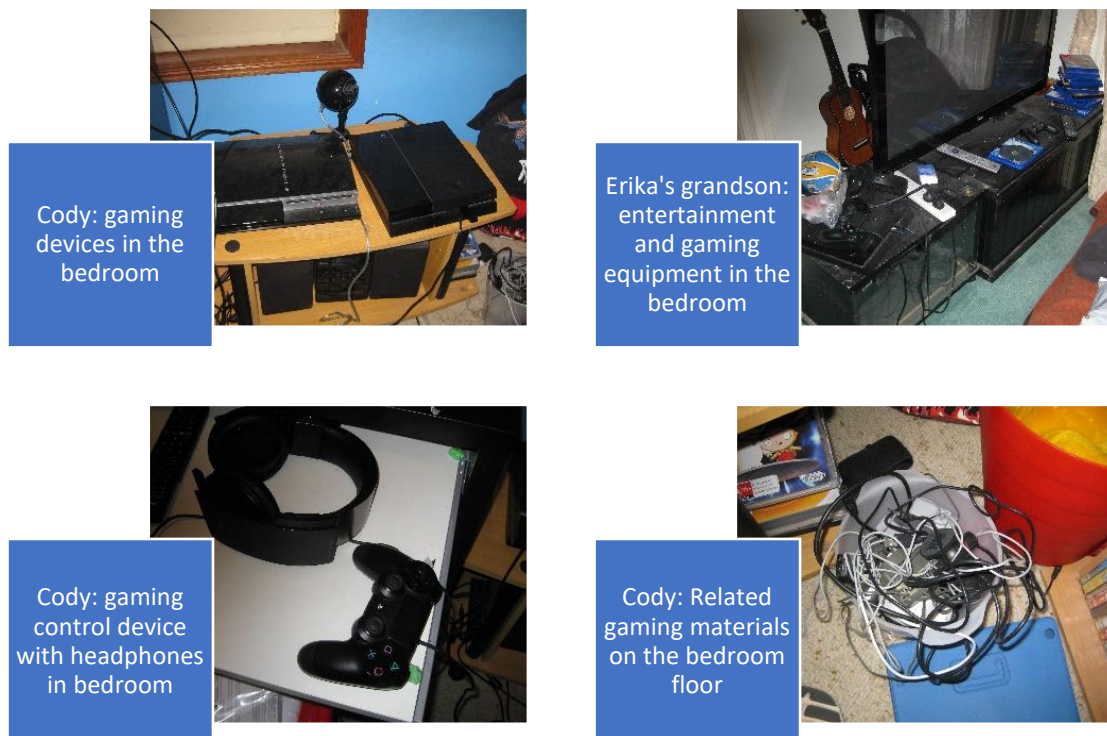 Cody: gaming
devices in the
bedroom
Erika's grandson:
entertainment
and gaming
equipment in the
bedroom
Cody: gaming
control device
with headphones
in bedroom
Cody: Related
gaming materials
on the bedroom
floor